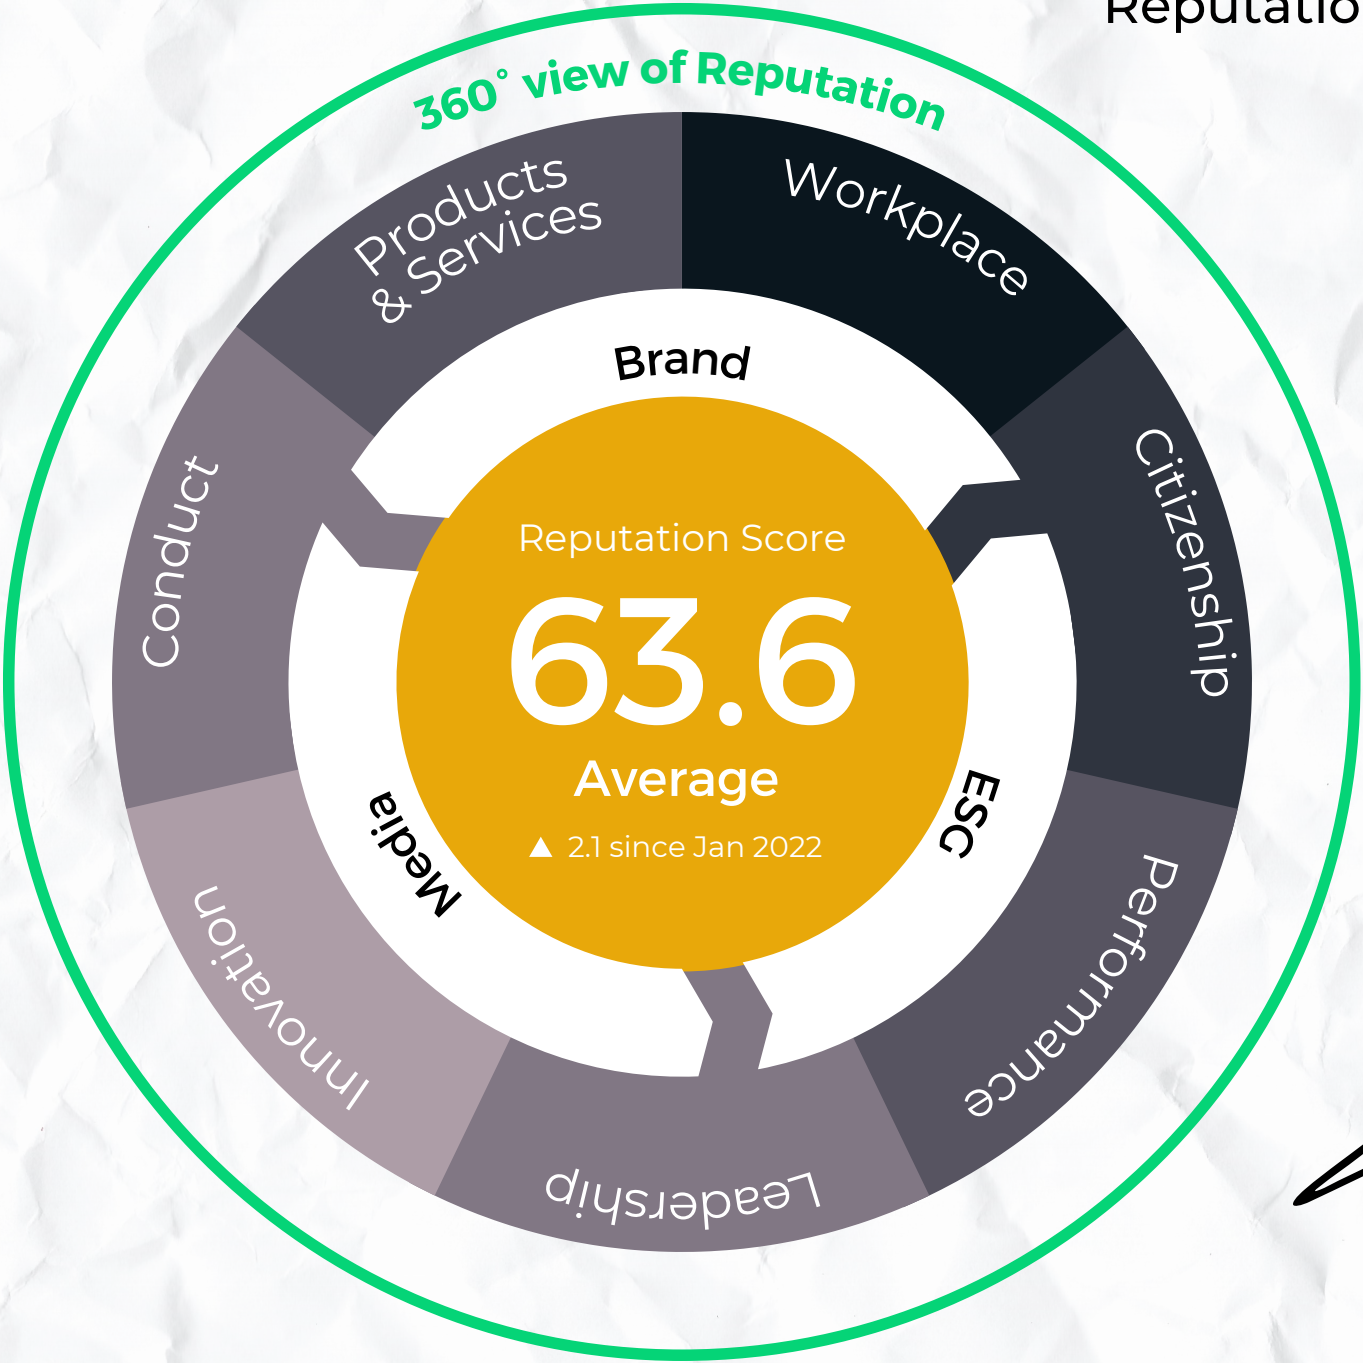 Reputatio
360° view of Reputation
Products
& Services
Workplace
Citizenship
Performance
Leadership
Innovation
Conduct
Brand
ESG
Media
Reputation Score
63.6
Average
▲ 2.1 since Jan 2022